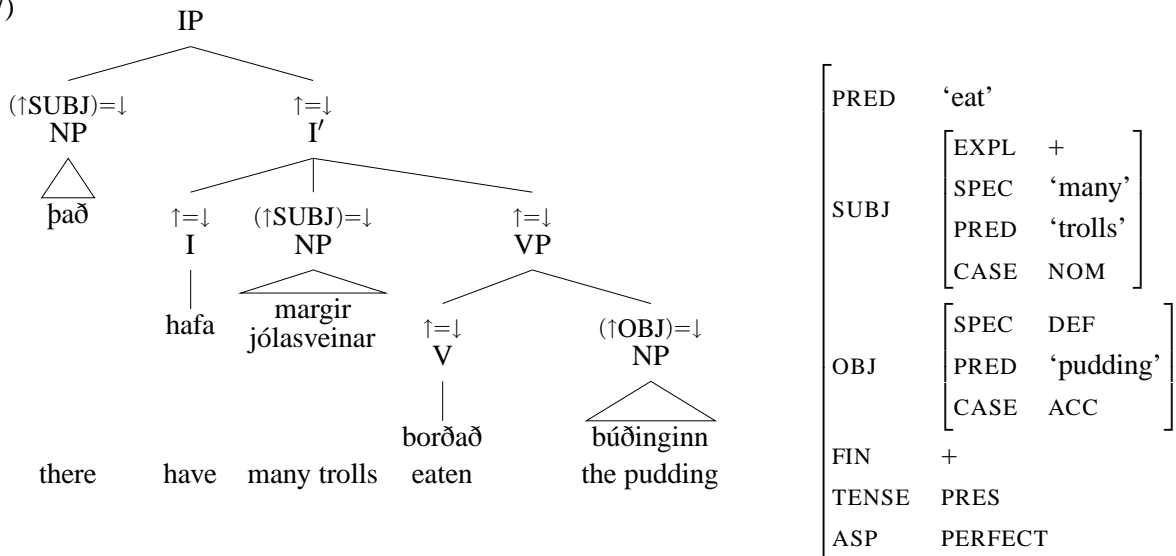 )
IP
(↑SUBJ)=↓ ↑=↓
NP I′
það
↑=↓ (↑SUBJ)=↓ ↑=↓
I NP VP
hafa margir
jólasveinar
↑=↓ (↑OBJ)=↓
V NP
borðað búðinginn
there have many trolls eaten the pudding
PRED ‘eat’
SUBJ
EXPL +
SPEC ‘many’
PRED ‘trolls’
CASE NOM
OBJ
SPEC DEF
PRED ‘pudding’
CASE ACC
FIN +
TENSE PRES
ASP PERFECT